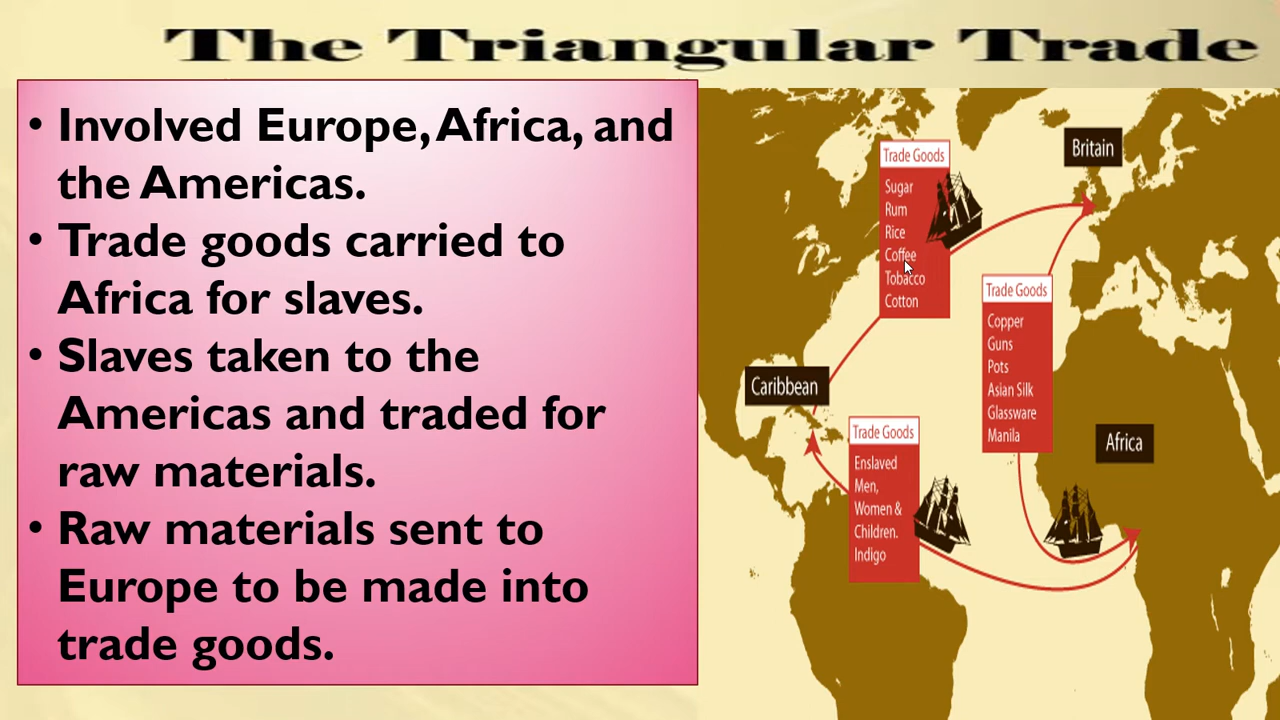 The Triangular Trade
• Involved Europe, Africa, and
the Americas.
• Trade goods carried to
Africa for slaves.
• Slaves taken to the
Americas and traded for
raw materials.
• Raw materials sent to
Europe to be made into
trade goods.
Britain
Trade Goods
Sugar
Rum
Rice
Coffee
Tobacco
Cotton
Trade Goods
Copper
Guns
Pots
Asian Silk
Glassware
Manila
Caribbean
Africa
Trade Goods
Enslaved
Men,
Women &
Children.
Indigo